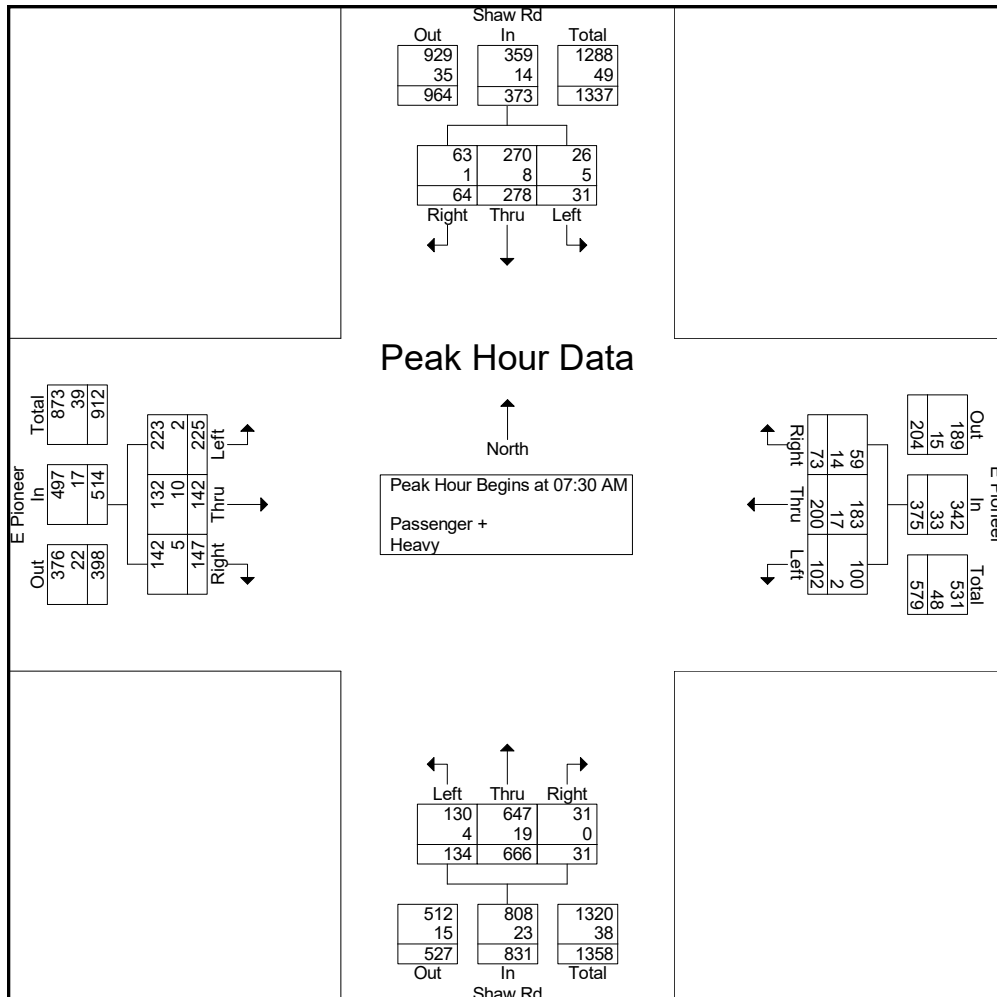 Shaw Rd
Out In Total
929 359 1288
35 14 49
964 373 1337
63 270 26
1 8 5
64 278 31
Right Thru Left
Peak Hour Data
North
Peak Hour Begins at 07:30 AM
Passenger +
Heavy
E Pioneer
Total In Out
873 497 376
39 17 22
912 514 398
223 132 142
2 10 5
225 142 147
Left Thru Right
E Pioneer
Out In Total
189 342 531
15 33 48
204 375 579
59 183 100
14 17 2
73 200 102
Right Thru Left
Left Thru Right
130 647 31
4 19 0
134 666 31
512 808 1320
15 23 38
527 831 1358
Out In Total
Shaw Rd